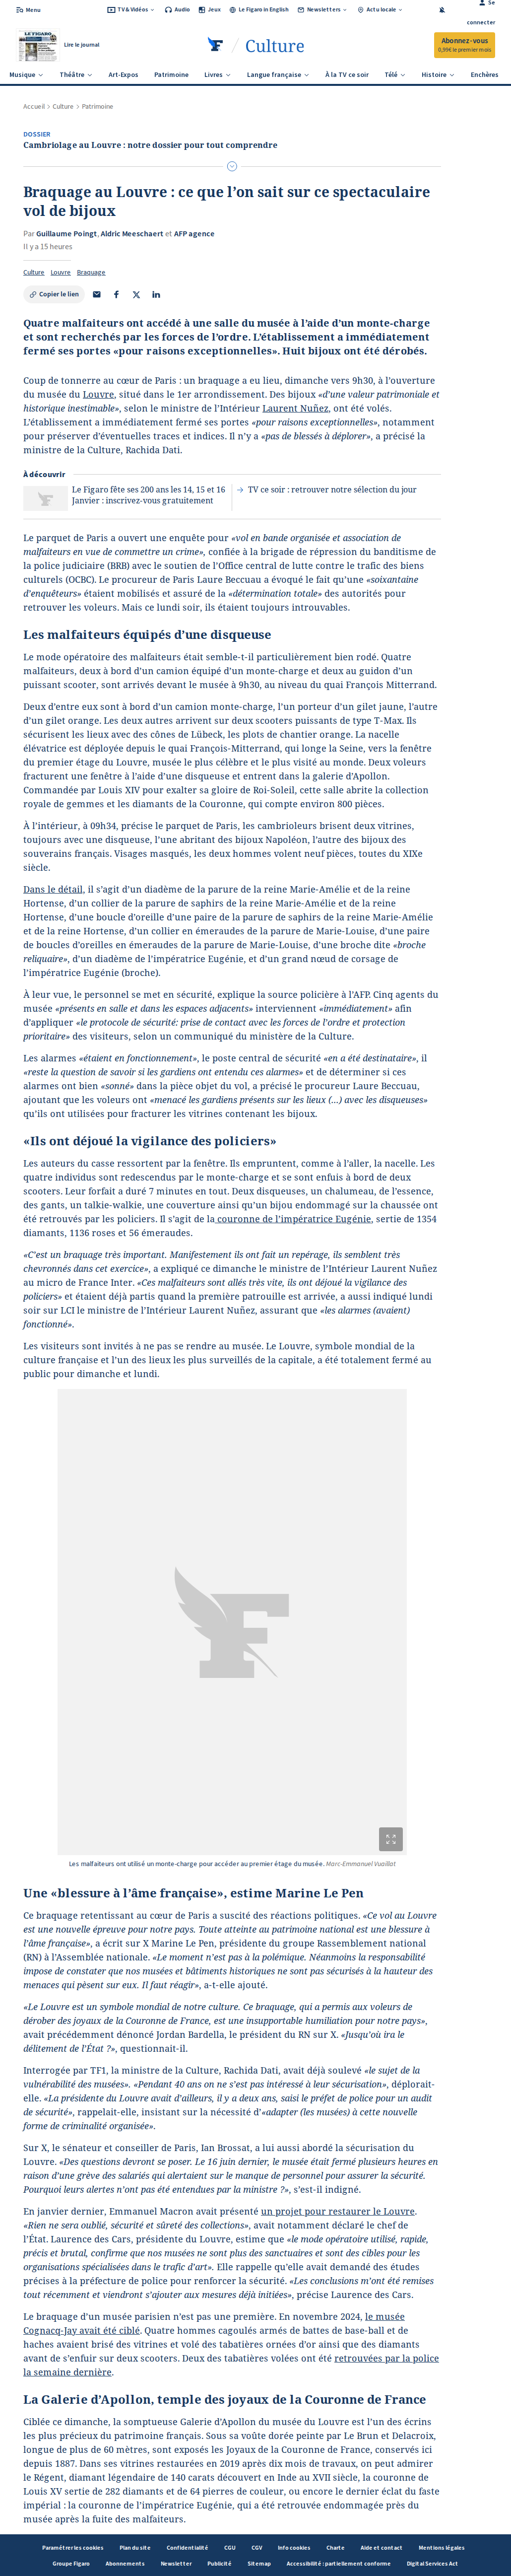 Menu
TV & Vidéos
Audio
Jeux
Le Figaro in English
Newsletters
Actu locale
Se connecter
LE FIGARO
Lire le journal
Culture
Abonnez-vous
0,99€ le premier mois
Musique
Théâtre
Art-Expos
Patrimoine
Livres
Langue française
À la TV ce soir
Télé
Histoire
Enchères
Accueil > Culture > Patrimoine
DOSSIER
Cambriolage au Louvre : notre dossier pour tout comprendre
Braquage au Louvre : ce que l’on sait sur ce spectaculaire
vol de bijoux
Par Guillaume Poingt, Aldric Meeschaert et AFP agence
Il y a 15 heures
Culture Louvre Braquage
Copier le lien
Quatre malfaiteurs ont accédé à une salle du musée à l’aide d’un monte-charge
et sont recherchés par les forces de l’ordre. L’établissement a immédiatement
fermé ses portes «pour raisons exceptionnelles». Huit bijoux ont été dérobés.
Coup de tonnerre au cœur de Paris : un braquage a eu lieu, dimanche vers 9h30, à l’ouverture
du musée du Louvre, situé dans le 1er arrondissement. Des bijoux «d’une valeur patrimoniale et
historique inestimable», selon le ministre de l’Intérieur Laurent Nuñez, ont été volés.
L’établissement a immédiatement fermé ses portes «pour raisons exceptionnelles», notamment
pour préserver d’éventuelles traces et indices. Il n’y a «pas de blessés à déplorer», a précisé la
ministre de la Culture, Rachida Dati.
À découvrir
Le Figaro fête ses 200 ans les 14, 15 et 16
Janvier : inscrivez-vous gratuitement
TV ce soir : retrouver notre sélection du jour
Le parquet de Paris a ouvert une enquête pour «vol en bande organisée et association de
malfaiteurs en vue de commettre un crime», confiée à la brigade de répression du banditisme de
la police judiciaire (BRB) avec le soutien de l’Office central de lutte contre le trafic des biens
culturels (OCBC). Le procureur de Paris Laure Beccuau a évoqué le fait qu’une «soixantaine
d’enquêteurs» étaient mobilisés et assuré de la «détermination totale» des autorités pour
retrouver les voleurs. Mais ce lundi soir, ils étaient toujours introuvables.
Les malfaiteurs équipés d’une disqueuse
Le mode opératoire des malfaiteurs était semble-t-il particulièrement bien rodé. Quatre
malfaiteurs, deux à bord d’un camion équipé d’un monte-charge et deux au guidon d’un
puissant scooter, sont arrivés devant le musée à 9h30, au niveau du quai François Mitterrand.
Deux d’entre eux sont à bord d’un camion monte-charge, l’un porteur d’un gilet jaune, l’autre
d’un gilet orange. Les deux autres arrivent sur deux scooters puissants de type T-Max. Ils
sécurisent les lieux avec des cônes de Lübeck, les plots de chantier orange. La nacelle
élévatrice est déployée depuis le quai François-Mitterrand, qui longe la Seine, vers la fenêtre
du premier étage du Louvre, musée le plus célèbre et le plus visité au monde. Deux voleurs
fracturent une fenêtre à l’aide d’une disqueuse et entrent dans la galerie d’Apollon.
Commandée par Louis XIV pour exalter sa gloire de Roi-Soleil, cette salle abrite la collection
royale de gemmes et les diamants de la Couronne, qui compte environ 800 pièces.
À l’intérieur, à 09h34, précise le parquet de Paris, les cambrioleurs brisent deux vitrines,
toujours avec une disqueuse, l’une abritant des bijoux Napoléon, l’autre des bijoux des
souverains français. Visages masqués, les deux hommes volent neuf pièces, toutes du XIXe
siècle.
Dans le détail, il s’agit d’un diadème de la parure de la reine Marie-Amélie et de la reine
Hortense, d’un collier de la parure de saphirs de la reine Marie-Amélie et de la reine
Hortense, d’une boucle d’oreille d’une paire de la parure de saphirs de la reine Marie-Amélie
et de la reine Hortense, d’un collier en émeraudes de la parure de Marie-Louise, d’une paire
de boucles d’oreilles en émeraudes de la parure de Marie-Louise, d’une broche dite «broche
reliquaire», d’un diadème de l’impératrice Eugénie, et d’un grand nœud de corsage de
l’impératrice Eugénie (broche).
À leur vue, le personnel se met en sécurité, explique la source policière à l’AFP. Cinq agents du
musée «présents en salle et dans les espaces adjacents» interviennent «immédiatement» afin
d’appliquer «le protocole de sécurité: prise de contact avec les forces de l’ordre et protection
prioritaire» des visiteurs, selon un communiqué du ministère de la Culture.
Les alarmes «étaient en fonctionnement», le poste central de sécurité «en a été destinataire», il
«reste la question de savoir si les gardiens ont entendu ces alarmes» et de déterminer si ces
alarmes ont bien «sonné» dans la pièce objet du vol, a précisé le procureur Laure Beccuau,
ajoutant que les voleurs ont «menacé les gardiens présents sur les lieux (...) avec les disqueuses»
qu’ils ont utilisées pour fracturer les vitrines contenant les bijoux.
«Ils ont déjoué la vigilance des policiers»
Les auteurs du casse ressortent par la fenêtre. Ils empruntent, comme à l’aller, la nacelle. Les
quatre individus sont redescendus par le monte-charge et se sont enfuis à bord de deux
scooters. Leur forfait a duré 7 minutes en tout. Deux disqueuses, un chalumeau, de l’essence,
des gants, un talkie-walkie, une couverture ainsi qu’un bijou endommagé sur la chaussée ont
été retrouvés par les policiers. Il s’agit de la couronne de l’impératrice Eugénie, sertie de 1354
diamants, 1136 roses et 56 émeraudes.
«C’est un braquage très important. Manifestement ils ont fait un repérage, ils semblent très
chevronnés dans cet exercice», a expliqué ce dimanche le ministre de l’Intérieur Laurent Nuñez
au micro de France Inter. «Ces malfaiteurs sont allés très vite, ils ont déjoué la vigilance des
policiers» et étaient déjà partis quand la première patrouille est arrivée, a aussi indiqué lundi
soir sur LCI le ministre de l’Intérieur Laurent Nuñez, assurant que «les alarmes (avaient)
fonctionné».
Les visiteurs sont invités à ne pas se rendre au musée. Le Louvre, symbole mondial de la
culture française et l’un des lieux les plus surveillés de la capitale, a été totalement fermé au
public pour dimanche et lundi.
Les malfaiteurs ont utilisé un monte-charge pour accéder au premier étage du musée. Marc-Emmanuel Vuaillat
Une «blessure à l’âme française», estime Marine Le Pen
Ce braquage retentissant au cœur de Paris a suscité des réactions politiques. «Ce vol au Louvre
est une nouvelle épreuve pour notre pays. Toute atteinte au patrimoine national est une blessure à
l’âme française», a écrit sur X Marine Le Pen, présidente du groupe Rassemblement national
(RN) à l’Assemblée nationale. «Le moment n’est pas à la polémique. Néanmoins la responsabilité
impose de constater que nos musées et bâtiments historiques ne sont pas sécurisés à la hauteur des
menaces qui pèsent sur eux. Il faut réagir», a-t-elle ajouté.
«Le Louvre est un symbole mondial de notre culture. Ce braquage, qui a permis aux voleurs de
dérober des joyaux de la Couronne de France, est une insupportable humiliation pour notre pays»,
avait précédemment dénoncé Jordan Bardella, le président du RN sur X. «Jusqu’où ira le
délitement de l’État ?», questionnait-il.
Interrogée par TF1, la ministre de la Culture, Rachida Dati, avait déjà soulevé «le sujet de la
vulnérabilité des musées». «Pendant 40 ans on ne s’est pas intéressé à leur sécurisation», déplorait-
elle. «La présidente du Louvre avait d’ailleurs, il y a deux ans, saisi le préfet de police pour un audit
de sécurité», rappelait-elle, insistant sur la nécessité d’«adapter (les musées) à cette nouvelle
forme de criminalité organisée».
Sur X, le sénateur et conseiller de Paris, Ian Brossat, a lui aussi abordé la sécurisation du
Louvre. «Des questions devront se poser. Le 16 juin dernier, le musée était fermé plusieurs heures en
raison d’une grève des salariés qui alertaient sur le manque de personnel pour assurer la sécurité.
Pourquoi leurs alertes n’ont pas été entendues par la ministre ?», s’est-il indigné.
En janvier dernier, Emmanuel Macron avait présenté un projet pour restaurer le Louvre.
«Rien ne sera oublié, sécurité et sûreté des collections», avait notamment déclaré le chef de
l’État. Laurence des Cars, présidente du Louvre, estime que «le mode opératoire utilisé, rapide,
précis et brutal, confirme que nos musées ne sont plus des sanctuaires et sont des cibles pour les
organisations spécialisées dans le trafic d’art». Elle rappelle qu’elle avait demandé des études
précises à la préfecture de police pour renforcer la sécurité. «Les conclusions m’ont été remises
tout récemment et viendront s’ajouter aux mesures déjà initiées», précise Laurence des Cars.
Le braquage d’un musée parisien n’est pas une première. En novembre 2024, le musée
Cognacq-Jay avait été ciblé. Quatre hommes cagoulés armés de battes de base-ball et de
haches avaient brisé des vitrines et volé des tabatières ornées d’or ainsi que des diamants
avant de s’enfuir sur deux scooters. Deux des tabatières volées ont été retrouvées par la police
la semaine dernière.
La Galerie d’Apollon, temple des joyaux de la Couronne de France
Ciblée ce dimanche, la somptueuse Galerie d’Apollon du musée du Louvre est l’un des écrins
les plus précieux du patrimoine français. Sous sa voûte dorée peinte par Le Brun et Delacroix,
longue de plus de 60 mètres, sont exposés les Joyaux de la Couronne de France, conservés ici
depuis 1887. Dans ses vitrines restaurées en 2019 après dix mois de travaux, on peut admirer
le Régent, diamant légendaire de 140 carats découvert en Inde au XVII siècle, la couronne de
Louis XV sertie de 282 diamants et de 64 pierres de couleur, ou encore le dernier éclat du faste
impérial : la couronne de l’impératrice Eugénie, qui a été retrouvée endommagée près du
musée après la fuite des malfaiteurs.
Paramétrer les cookies
Plan du site
Confidentialité
CGU
CGV
Info cookies
Charte
Aide et contact
Mentions légales
Groupe Figaro
Abonnements
Newsletter
Publicité
Sitemap
Accessibilité : partiellement conforme
Digital Services Act